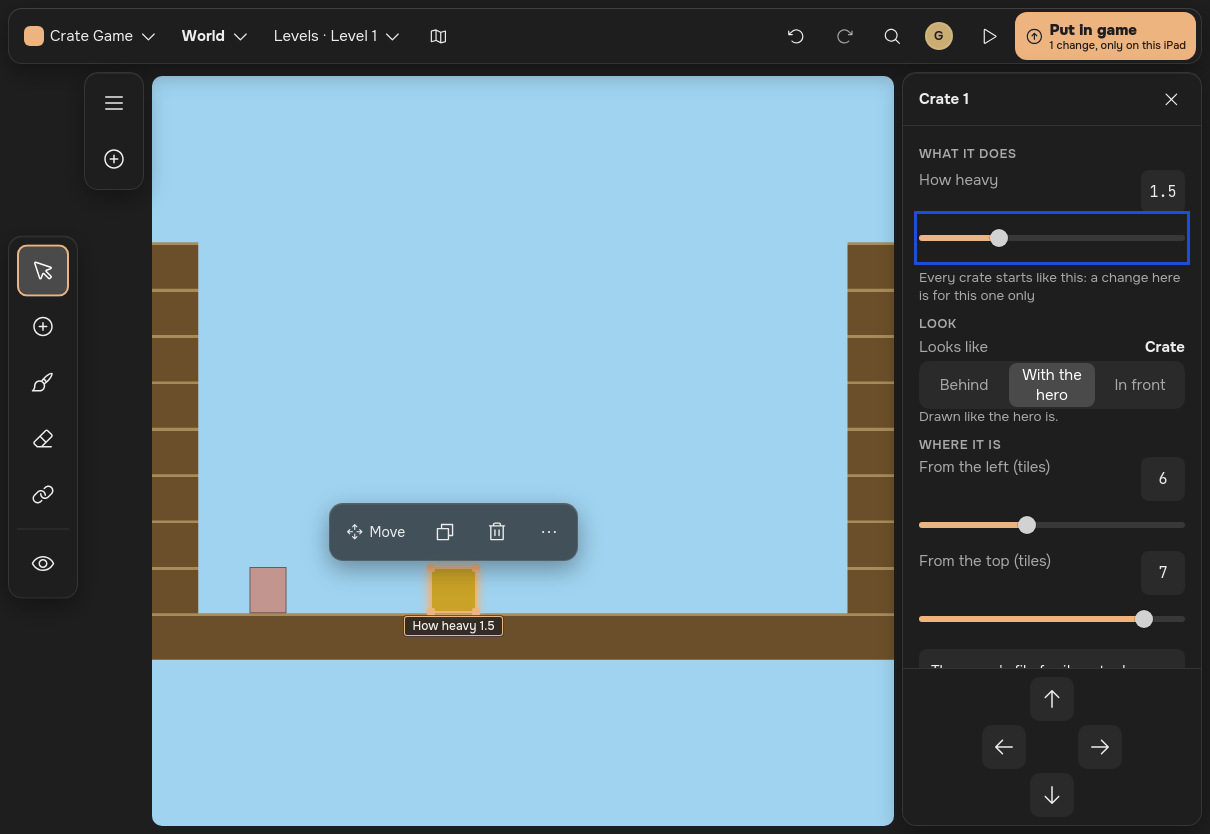 Crate Game
World
Levels · Level 1
G
Put in game
1 change, only on this iPad
Crate 1
WHAT IT DOES
How heavy
1.5
Every crate starts like this: a change here
is for this one only
LOOK
Looks like
Crate
Behind
With the
hero
In front
Drawn like the hero is.
WHERE IT IS
From the left (tiles)
6
From the top (tiles)
7
Move
How heavy 1.5